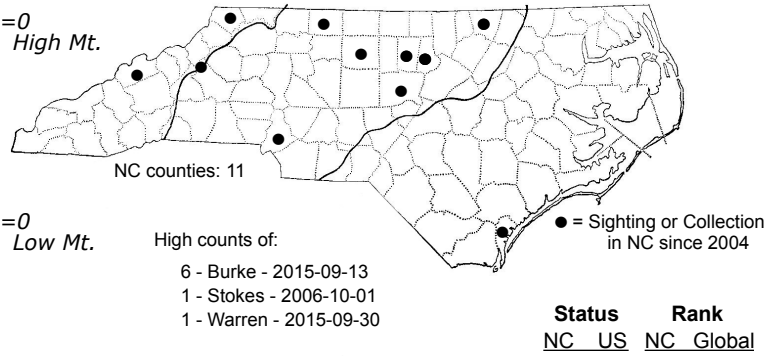 =0
High Mt.
NC counties: 11
=0
Low Mt.
High counts of:
6 - Burke - 2015-09-13
1 - Stokes - 2006-10-01
1 - Warren - 2015-09-30
● = Sighting or Collection
in NC since 2004
Status Rank
NC US NC Global